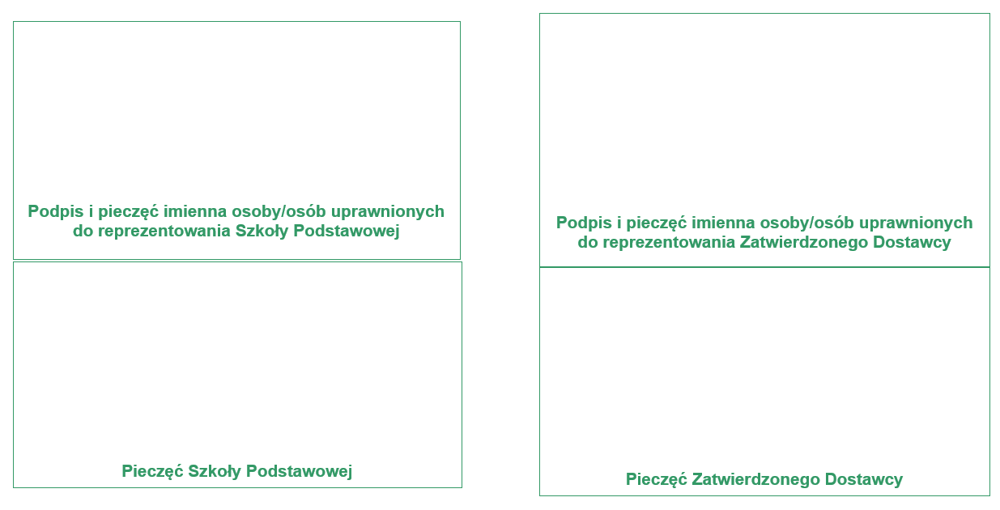 Podpis i pieczęć imienna osoby/osób uprawnionych
do reprezentowania Szkoły Podstawowej
Pieczęć Szkoły Podstawowej
Podpis i pieczęć imienna osoby/osób uprawnionych
do reprezentowania Zatwierdzonego Dostawcy
Pieczęć Zatwierdzonego Dostawcy